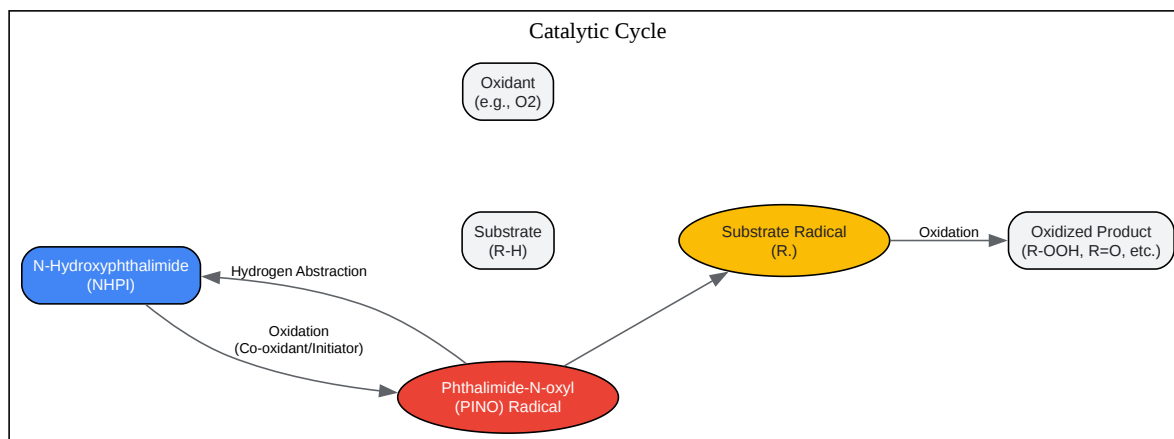 Catalytic Cycle
Oxidant
(e.g., O2)
Substrate
(R-H)
Substrate Radical
(R.)
Oxidation
Oxidized Product
(R-OOH, R=O, etc.)
N-Hydroxyphthalimide
(NHPI)
Hydrogen Abstraction
Oxidation
(Co-oxidant/Initiator)
Phthalimide-N-oxyl
(PINO) Radical